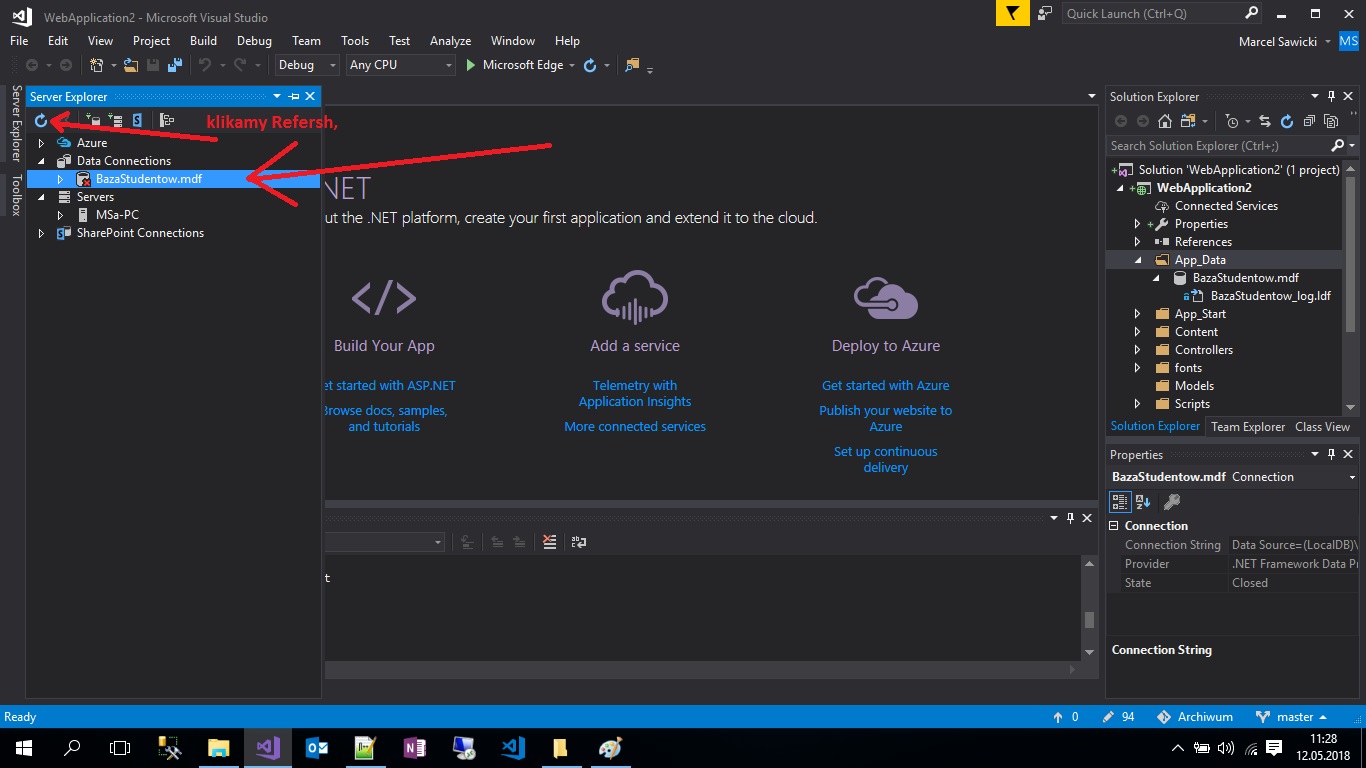 WebApplication2 - Microsoft Visual Studio
Quick Launch (Ctrl+Q)
File Edit View Project Build Debug Team Tools Test Analyze Window Help
Marcel Sawicki MS
Debug Any CPU Microsoft Edge
Server Explorer
Toolbox
Server Explorer
klikamy Refersh,
Azure
Data Connections
BazaStudentow.mdf
Servers
MSa-PC
SharePoint Connections
NET
ut the .NET platform, create your first application and extend it to the cloud.
Build Your App
et started with ASP.NET
Browse docs, samples,
and tutorials
Add a service
Telemetry with
Application Insights
More connected services
Deploy to Azure
Get started with Azure
Publish your website to
Azure
Set up continuous
delivery
t
Solution Explorer
Search Solution Explorer (Ctrl+;)
Solution 'WebApplication2' (1 project)
WebApplication2
Connected Services
Properties
References
App_Data
BazaStudentow.mdf
BazaStudentow_log.ldf
App_Start
Content
Controllers
fonts
Models
Scripts
Solution Explorer Team Explorer Class View
Properties
BazaStudentow.mdf Connection
Connection
Connection String Data Source=(LocalDB)\
Provider .NET Framework Data Pr
State Closed
Connection String
Ready
0 94 Archiwum master
11:28
12.05.2018